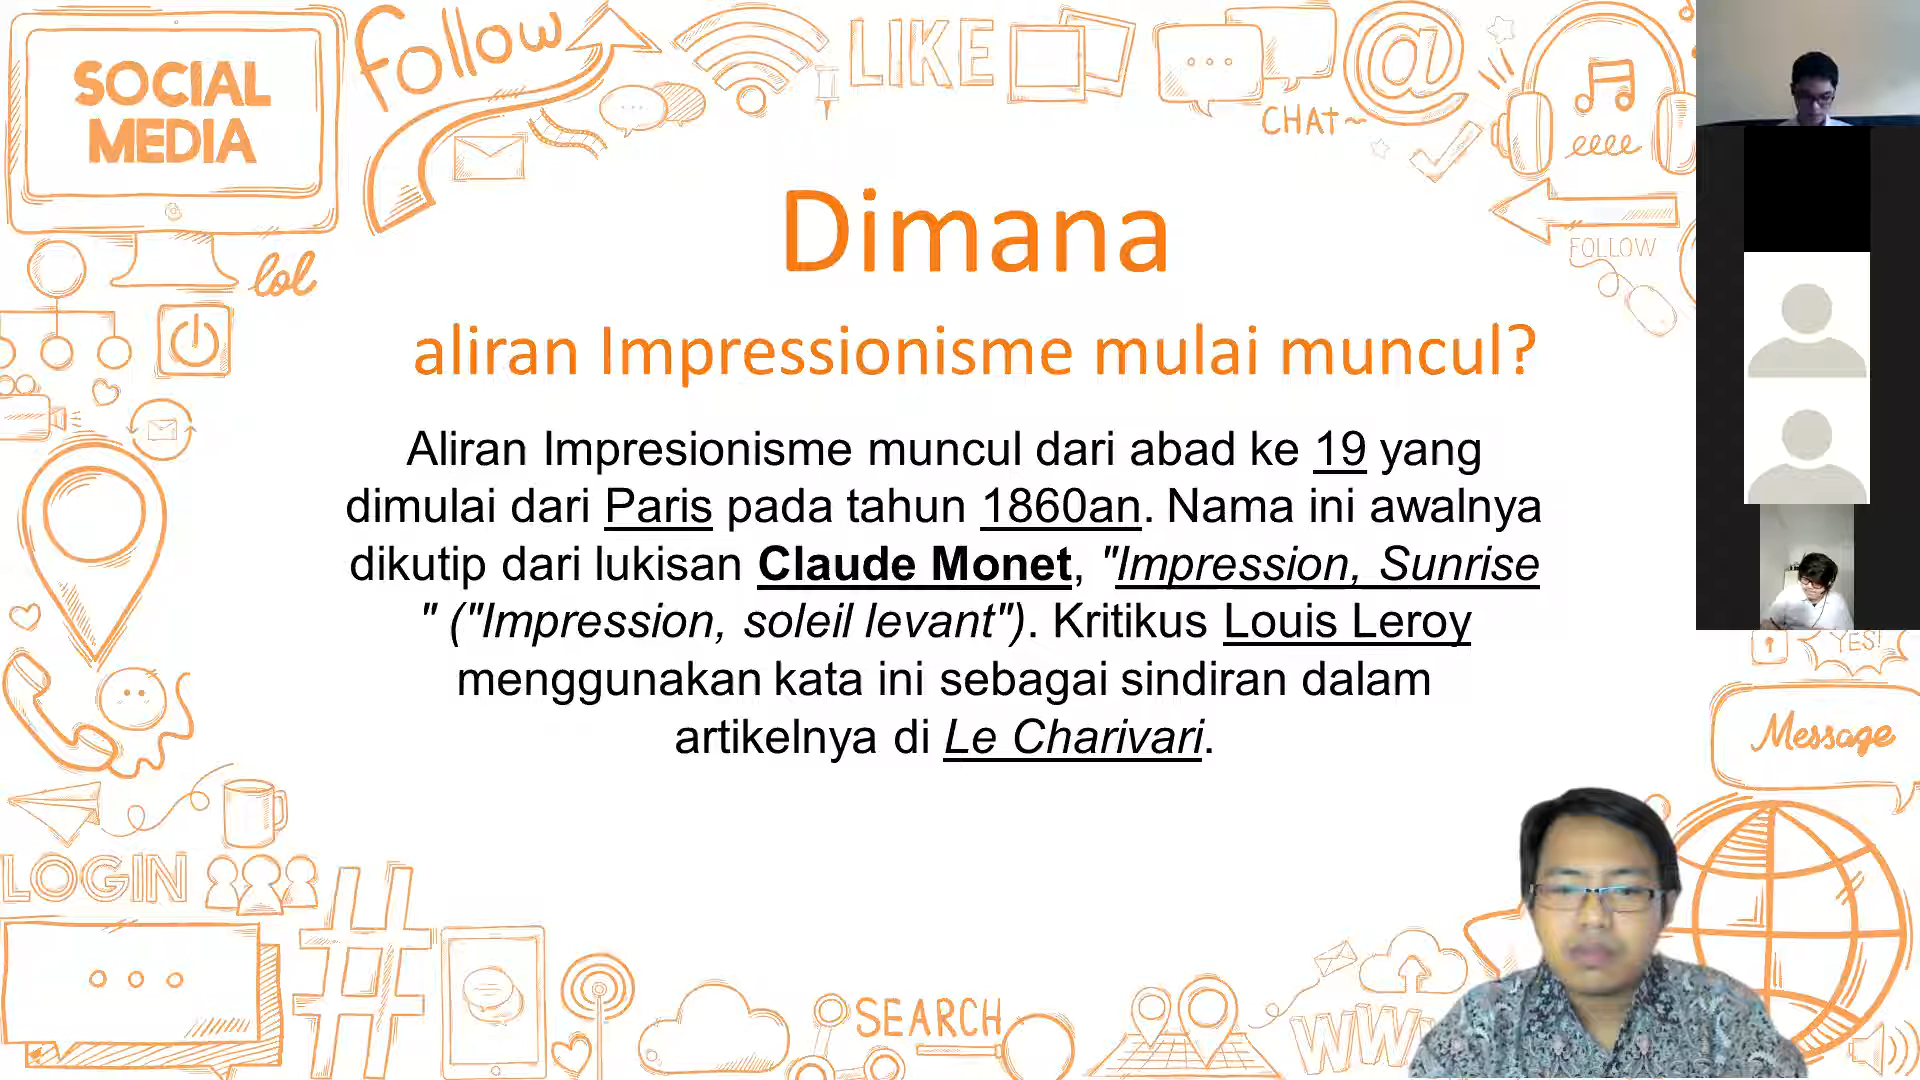 SOCIAL
MEDIA
follow
LIKE
CHAT~
eeee
FOLLOW
lol
Dimana
aliran Impressionisme mulai muncul?
Aliran Impresionisme muncul dari abad ke 19 yang
dimulai dari Paris pada tahun 1860an. Nama ini awalnya
dikutip dari lukisan Claude Monet, "Impression, Sunrise
" ("Impression, soleil levant"). Kritikus Louis Leroy
menggunakan kata ini sebagai sindiran dalam
artikelnya di Le Charivari.
YES!
Message
LOGIN
#
SEARCH
WW